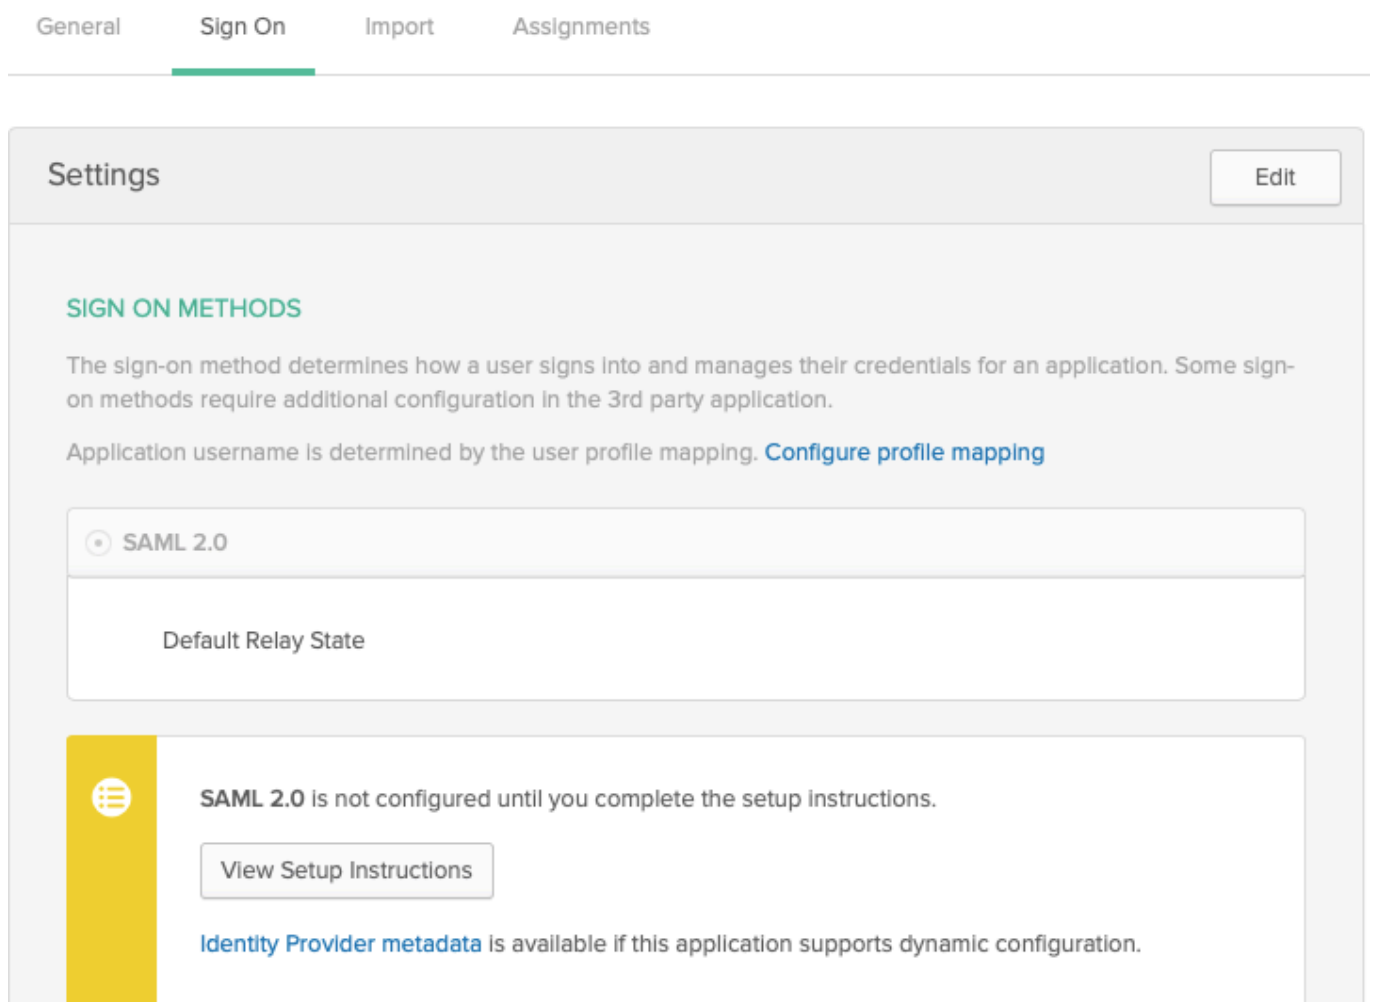 General Sign On Import Assignments
Settings
Edit
SIGN ON METHODS
The sign-on method determines how a user signs into and manages their credentials for an application. Some sign-
on methods require additional configuration in the 3rd party application.
Application username is determined by the user profile mapping. Configure profile mapping
SAML 2.0
Default Relay State
SAML 2.0 is not configured until you complete the setup instructions.
View Setup Instructions
Identity Provider metadata is available if this application supports dynamic configuration.